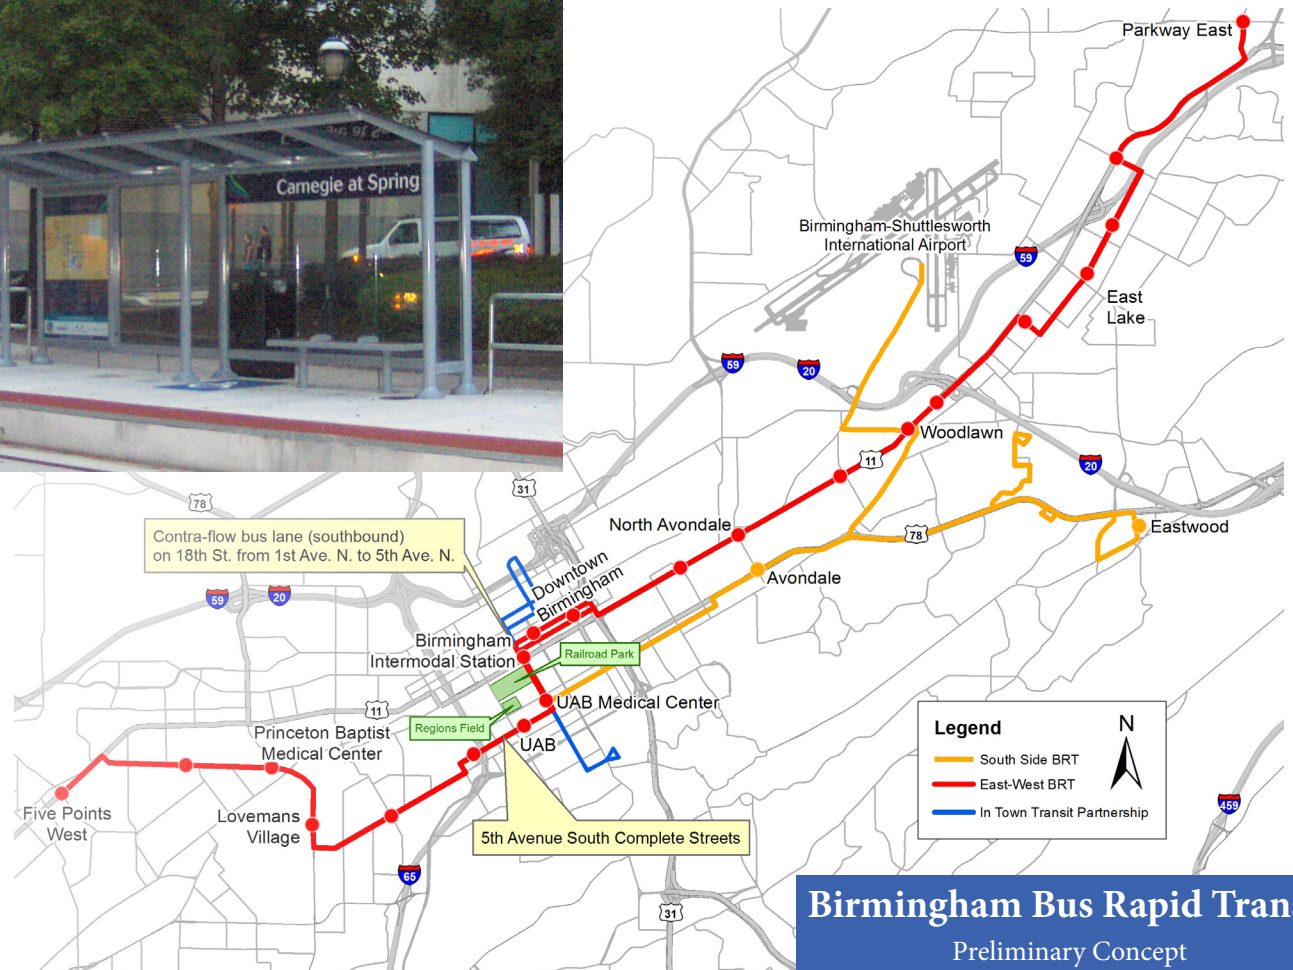 Carnegie at Spring
Parkway East
Birmingham-Shuttlesworth
International Airport
59
East
Lake
59
20
Woodlawn
11
20
31
78
North Avondale
78
Eastwood
Contra-flow bus lane (southbound)
on 18th St. from 1st Ave. N. to 5th Ave. N.
Downtown
Birmingham
Avondale
59
20
Birmingham
Intermodal Station
Railroad Park
UAB Medical Center
11
Regions Field
Princeton Baptist
Medical Center
UAB
Five Points
West
Lovemans
Village
5th Avenue South Complete Streets
65
31
459
Legend
N
South Side BRT
East-West BRT
In Town Transit Partnership
Birmingham Bus Rapid Tran
Preliminary Concept